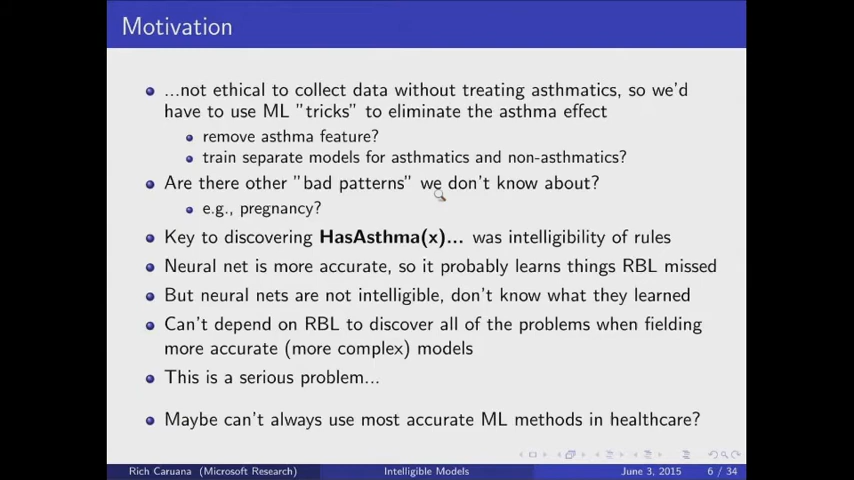 Motivation
...not ethical to collect data without treating asthmatics, so we'd
have to use ML "tricks" to eliminate the asthma effect
remove asthma feature?
train separate models for asthmatics and non-asthmatics?
Are there other "bad patterns" we don't know about?
e.g., pregnancy?
Key to discovering HasAsthma(x)... was intelligibility of rules
Neural net is more accurate, so it probably learns things RBL missed
But neural nets are not intelligible, don't know what they learned
Can't depend on RBL to discover all of the problems when fielding
more accurate (more complex) models
This is a serious problem...
Maybe can't always use most accurate ML methods in healthcare?
Rich Caruana (Microsoft Research) Intelligible Models June 3, 2015 6 / 34